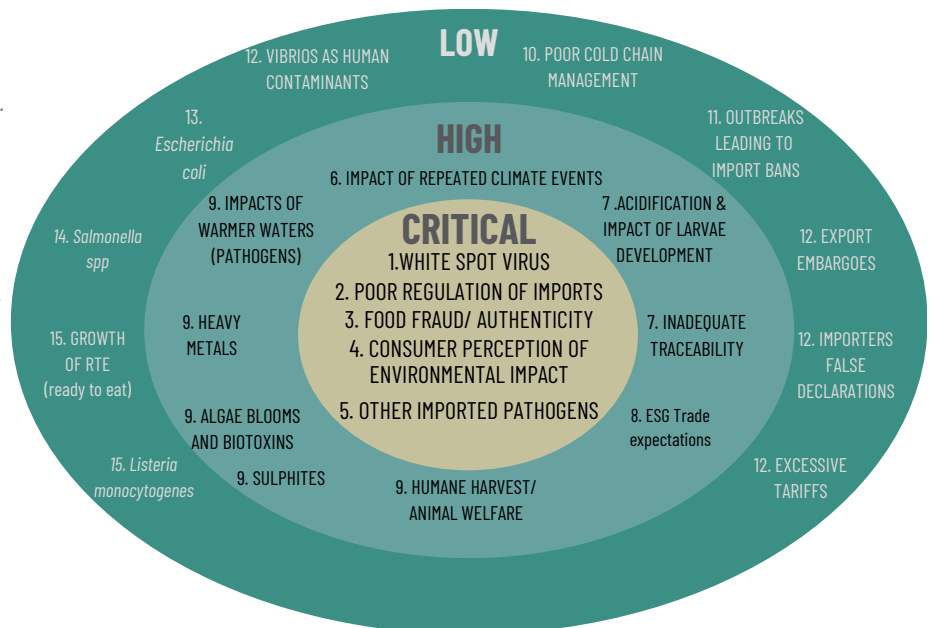 LOW
12. VIBRIOS AS HUMAN
CONTAMINANTS
10. POOR COLD CHAIN
MANAGEMENT
13.
Escherichia
coli
11. OUTBREAKS
LEADING TO
IMPORT BANS
HIGH
6. IMPACT OF REPEATED CLIMATE EVENTS
9. IMPACTS OF
WARMER WATERS
(PATHOGENS)
7 .ACIDIFICATION &
IMPACT OF LARVAE
DEVELOPMENT
14. Salmonella
spp
12. EXPORT
EMBARGOES
CRITICAL
1.WHITE SPOT VIRUS
2. POOR REGULATION OF IMPORTS
3. FOOD FRAUD/ AUTHENTICITY
4. CONSUMER PERCEPTION OF
ENVIRONMENTAL IMPACT
5. OTHER IMPORTED PATHOGENS
9. HEAVY
METALS
7. INADEQUATE
TRACEABILITY
15. GROWTH
OF RTE
(ready to eat)
12. IMPORTERS
FALSE
DECLARATIONS
9. ALGAE BLOOMS
AND BIOTOXINS
8. ESG Trade
expectations
15. Listeria
monocytogenes
9. SULPHITES
9. HUMANE HARVEST/
ANIMAL WELFARE
12. EXCESSIVE
TARIFFS